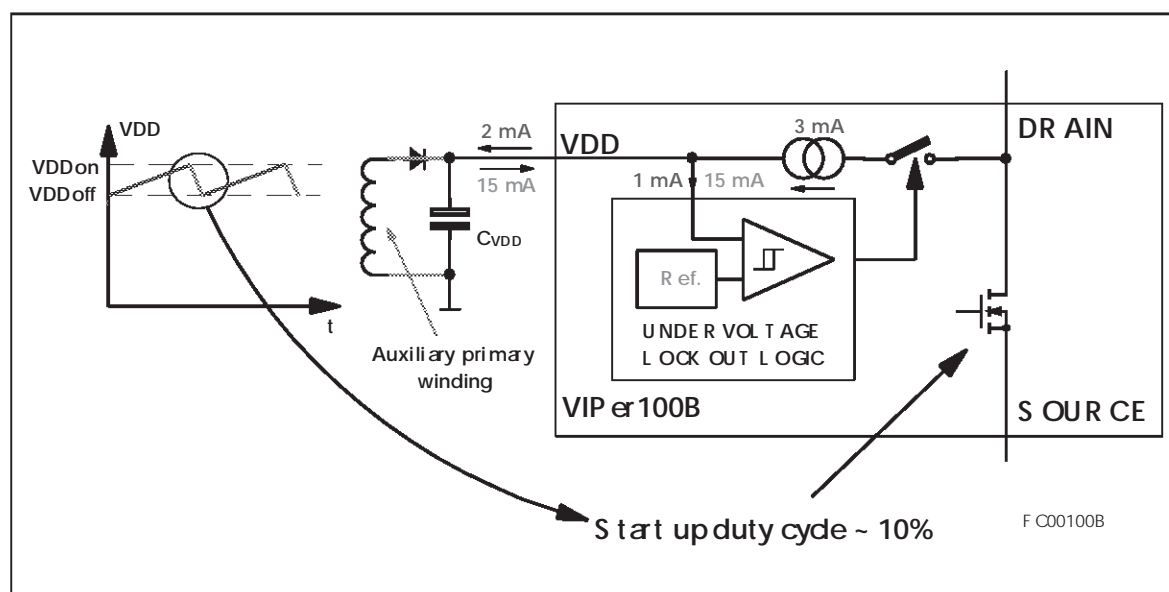 VDD
VDDon
VDDoff
t
2 mA
15 mA
CVDD
Auxiliary primary
winding
VDD
3 mA
DRAIN
1 mA
15 mA
Ref.
UNDERVOLTAGE
LOCK OUT LOGIC
VIPer100B
SOURCE
Start up duty cycle ~ 10%
FC00100B